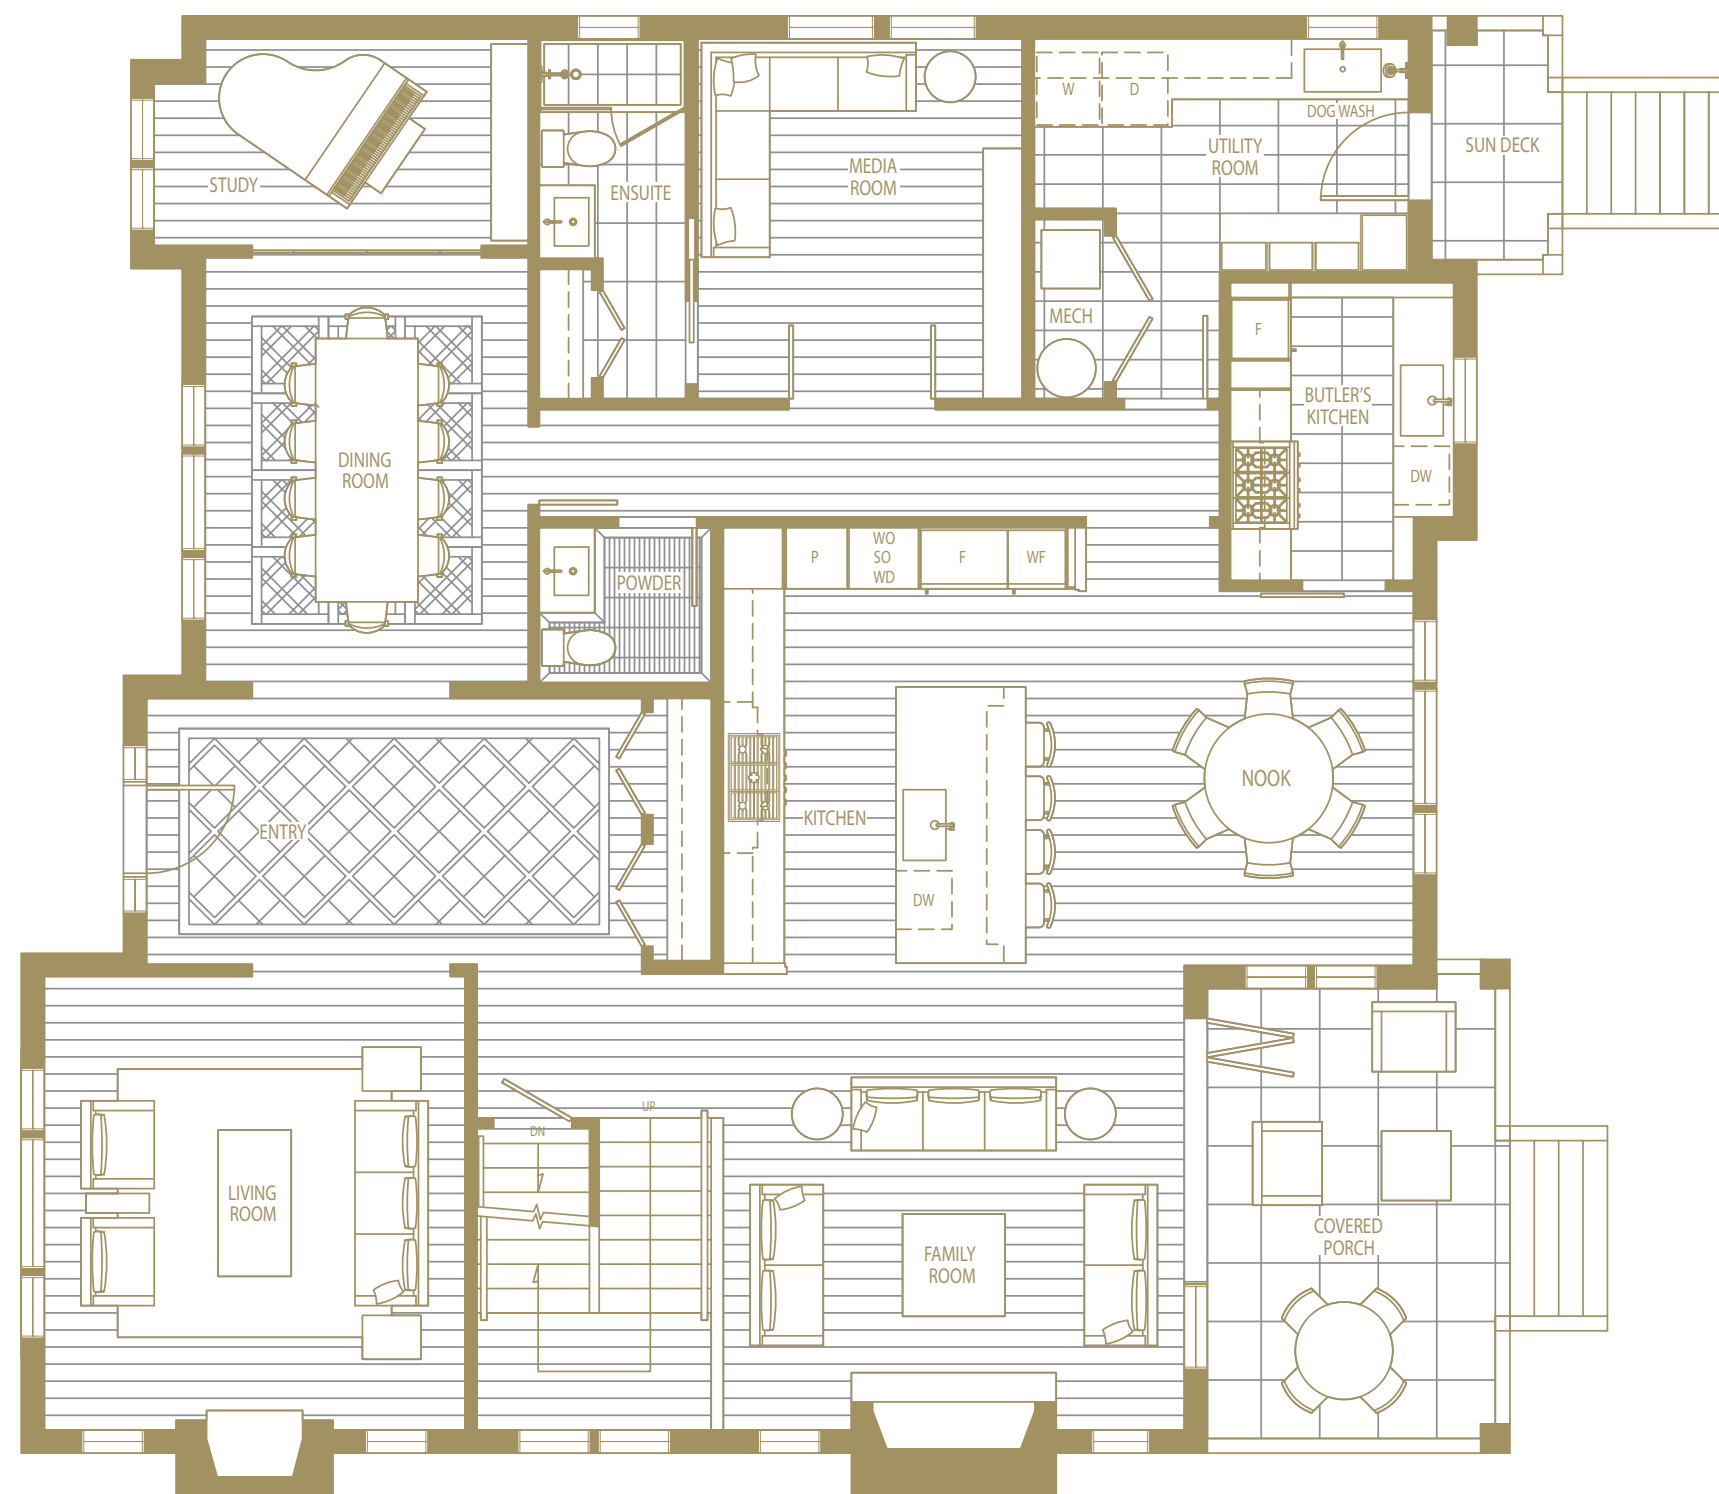 W
D
DOG WASH
SUN DECK
UTILITY
ROOM
MEDIA
ROOM
STUDY
ENSUITE
MECH
F
BUTLER'S
KITCHEN
DW
DINING
ROOM
P
WO
SO
WD
F
WF
POWDER
NOOK
KITCHEN
ENTRY
DW
UP
DN
LIVING
ROOM
FAMILY
ROOM
COVERED
PORCH